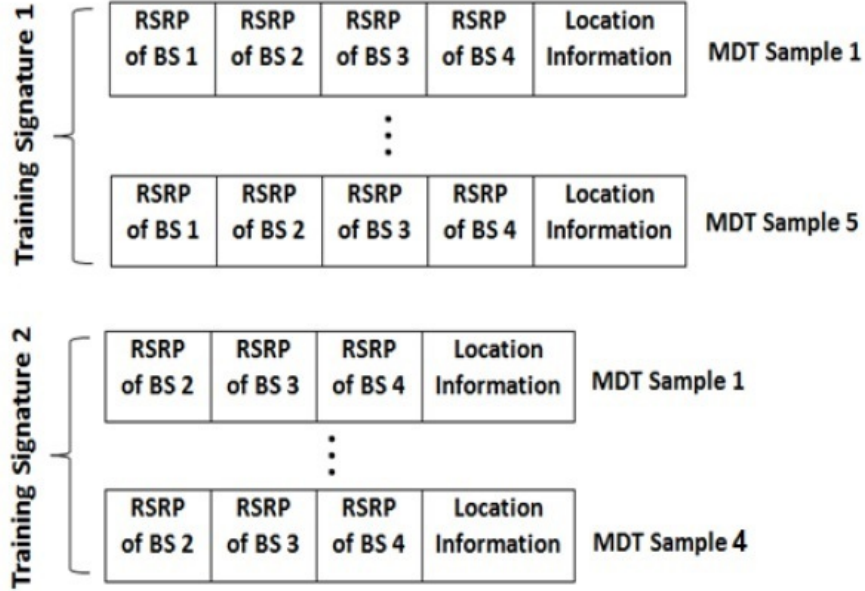 Training Signature 1
RSRP RSRP RSRP RSRP Location
of BS 1 of BS 2 of BS 3 of BS 4 Information
MDT Sample 1
RSRP RSRP RSRP RSRP Location
of BS 1 of BS 2 of BS 3 of BS 4 Information
MDT Sample 5
Training Signature 2
RSRP RSRP RSRP Location
of BS 2 of BS 3 of BS 4 Information
MDT Sample 1
RSRP RSRP RSRP Location
of BS 2 of BS 3 of BS 4 Information
MDT Sample 4